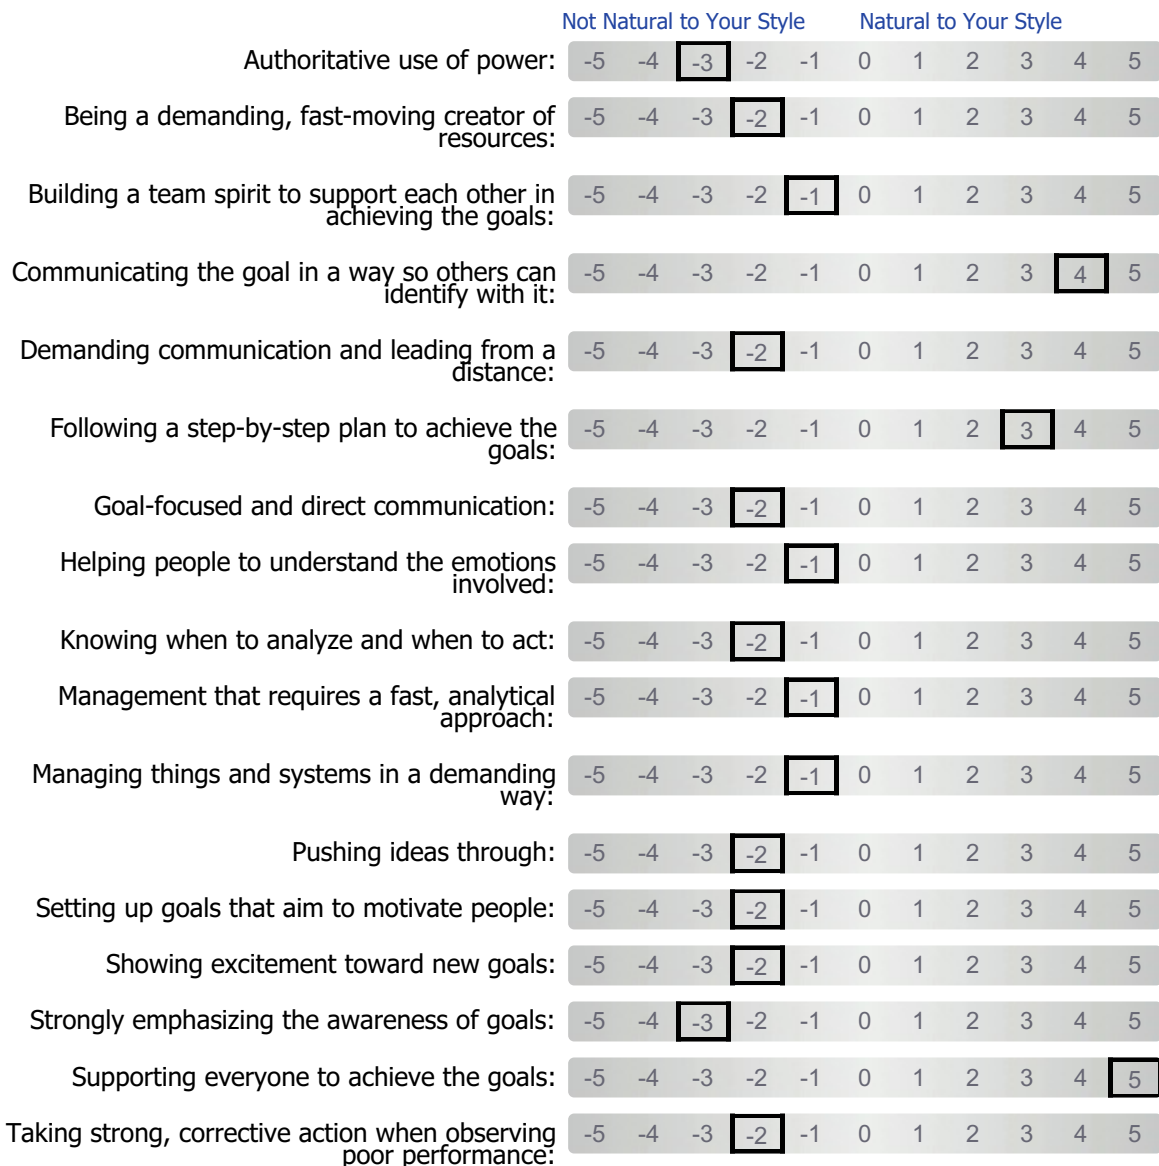 Not Natural to Your Style Natural to Your Style
Authoritative use of power: -5 -4 -3 -2 -1 0 1 2 3 4 5
Being a demanding, fast-moving creator of
resources: -5 -4 -3 -2 -1 0 1 2 3 4 5
Building a team spirit to support each other in
achieving the goals: -5 -4 -3 -2 -1 0 1 2 3 4 5
Communicating the goal in a way so others can
identify with it: -5 -4 -3 -2 -1 0 1 2 3 4 5
Demanding communication and leading from a
distance: -5 -4 -3 -2 -1 0 1 2 3 4 5
Following a step-by-step plan to achieve the
goals: -5 -4 -3 -2 -1 0 1 2 3 4 5
Goal-focused and direct communication: -5 -4 -3 -2 -1 0 1 2 3 4 5
Helping people to understand the emotions
involved: -5 -4 -3 -2 -1 0 1 2 3 4 5
Knowing when to analyze and when to act: -5 -4 -3 -2 -1 0 1 2 3 4 5
Management that requires a fast, analytical
approach: -5 -4 -3 -2 -1 0 1 2 3 4 5
Managing things and systems in a demanding
way: -5 -4 -3 -2 -1 0 1 2 3 4 5
Pushing ideas through: -5 -4 -3 -2 -1 0 1 2 3 4 5
Setting up goals that aim to motivate people: -5 -4 -3 -2 -1 0 1 2 3 4 5
Showing excitement toward new goals: -5 -4 -3 -2 -1 0 1 2 3 4 5
Strongly emphasizing the awareness of goals: -5 -4 -3 -2 -1 0 1 2 3 4 5
Supporting everyone to achieve the goals: -5 -4 -3 -2 -1 0 1 2 3 4 5
Taking strong, corrective action when observing
poor performance: -5 -4 -3 -2 -1 0 1 2 3 4 5